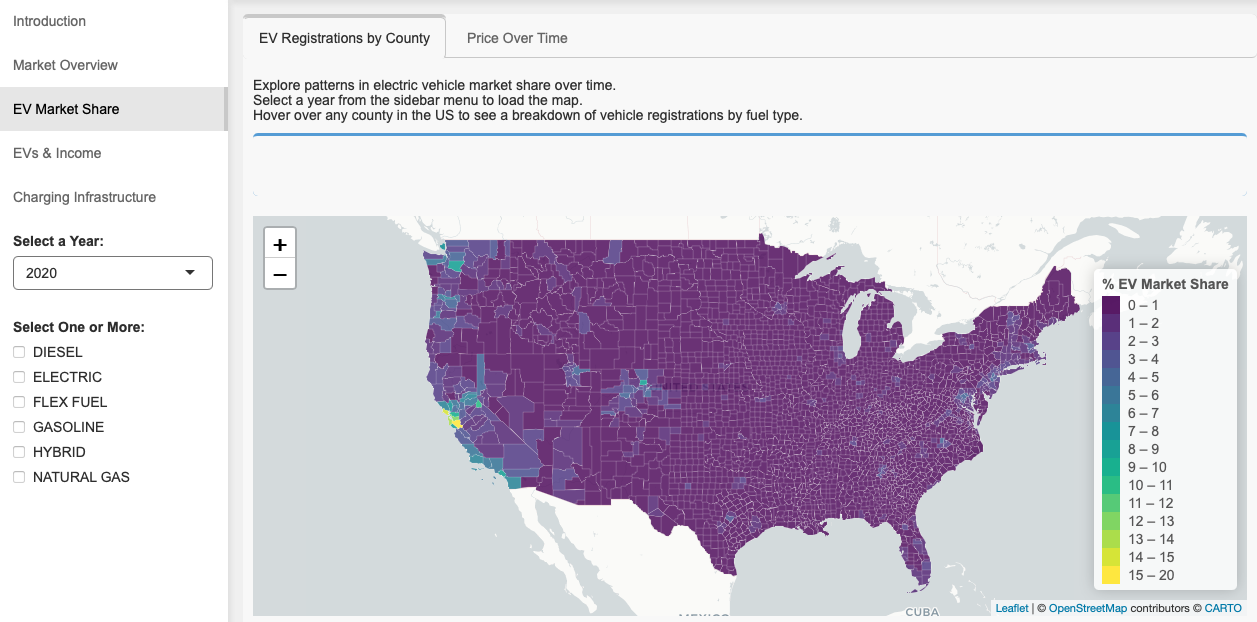 Introduction
Market Overview
EV Market Share
EVs & Income
Charging Infrastructure
Select a Year:
2020
Select One or More:
DIESEL
ELECTRIC
FLEX FUEL
GASOLINE
HYBRID
NATURAL GAS
EV Registrations by County
Price Over Time
Explore patterns in electric vehicle market share over time.
Select a year from the sidebar menu to load the map.
Hover over any county in the US to see a breakdown of vehicle registrations by fuel type.
+
−
% EV Market Share
0 – 1
1 – 2
2 – 3
3 – 4
4 – 5
5 – 6
6 – 7
7 – 8
8 – 9
9 – 10
10 – 11
11 – 12
12 – 13
13 – 14
14 – 15
15 – 20
MEXICO
CUBA
Leaflet | © OpenStreetMap contributors © CARTO